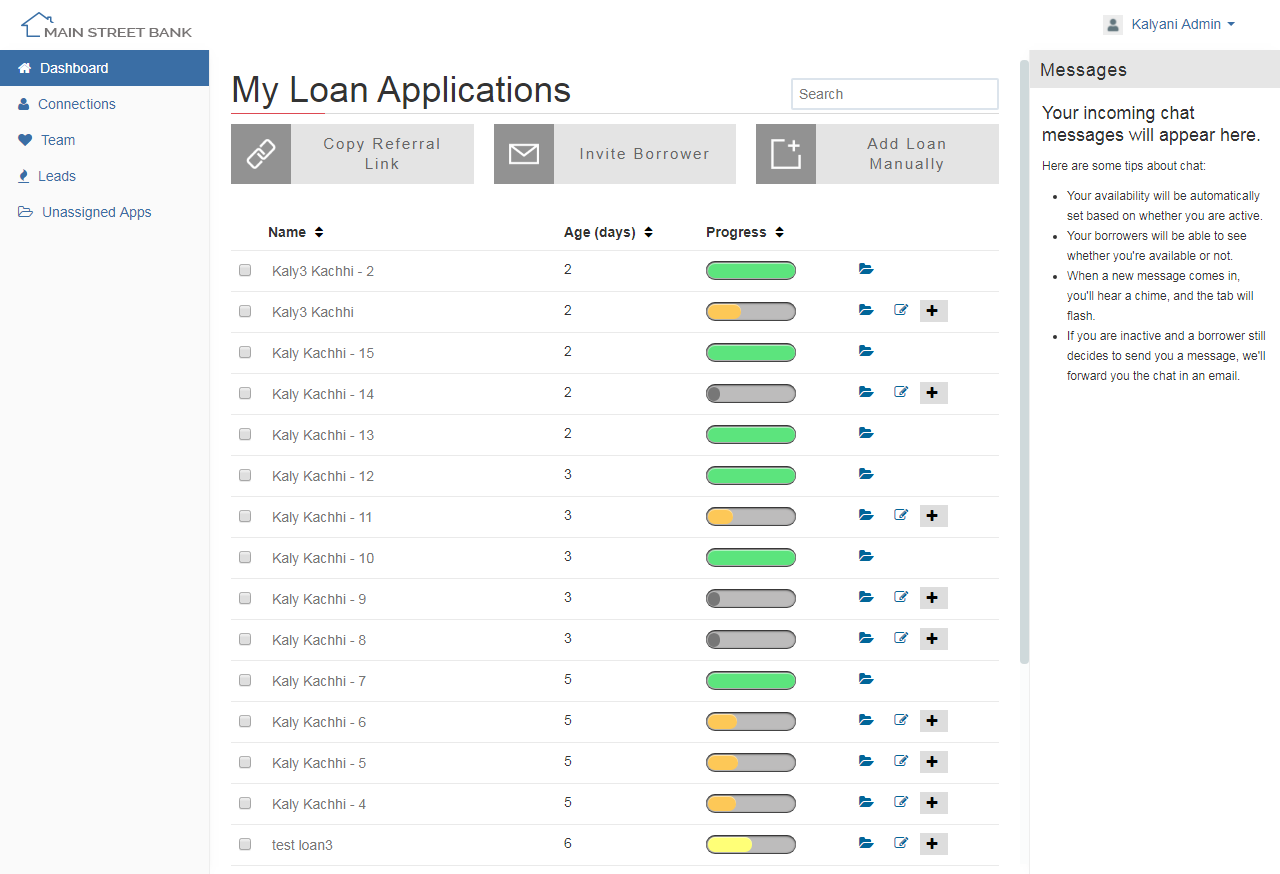 MAIN STREET BANK
Kalyani Admin
Dashboard
Connections
Team
Leads
Unassigned Apps
My Loan Applications
Search
Copy Referral
Link
Invite Borrower
Add Loan
Manually
Name Age (days) Progress
Kaly3 Kachhi - 2 2
Kaly3 Kachhi 2
Kaly Kachhi - 15 2
Kaly Kachhi - 14 2
Kaly Kachhi - 13 2
Kaly Kachhi - 12 3
Kaly Kachhi - 11 3
Kaly Kachhi - 10 3
Kaly Kachhi - 9 3
Kaly Kachhi - 8 3
Kaly Kachhi - 7 5
Kaly Kachhi - 6 5
Kaly Kachhi - 5 5
Kaly Kachhi - 4 5
test loan3 6
Messages
Your incoming chat
messages will appear here.
Here are some tips about chat:
• Your availability will be automatically
set based on whether you are active.
• Your borrowers will be able to see
whether you're available or not.
• When a new message comes in,
you'll hear a chime, and the tab will
flash.
• If you are inactive and a borrower still
decides to send you a message, we'll
forward you the chat in an email.